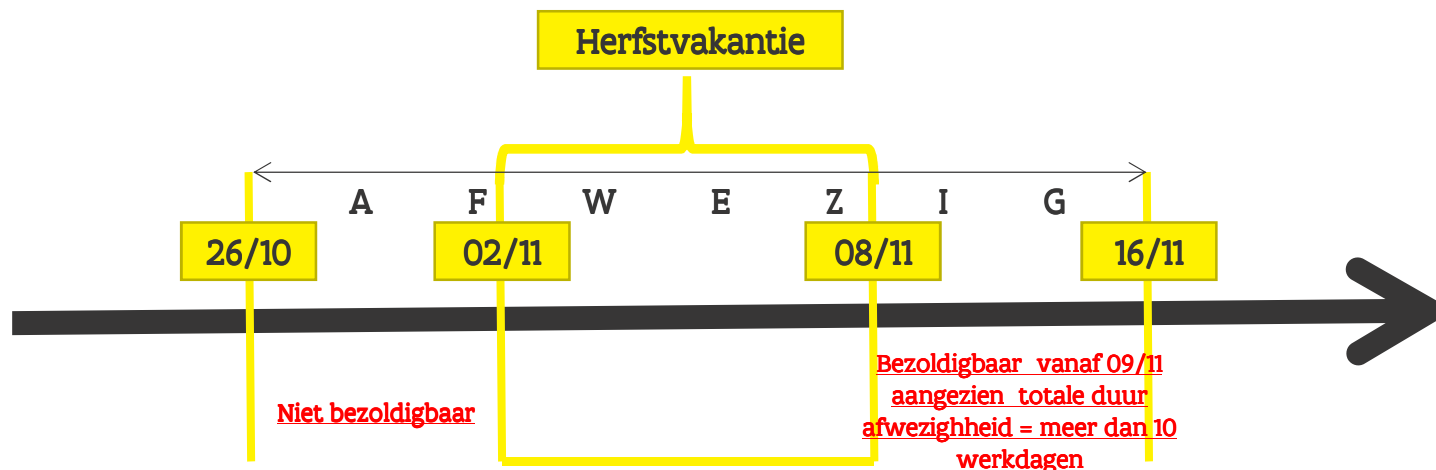 Herfstvakantie
A F W E Z I G
26/10 02/11 08/11 16/11
Niet bezoldigbaar
Bezoldigbaar vanaf 09/11
aangezien totale duur
afwezighheid = meer dan 10
werkdagen